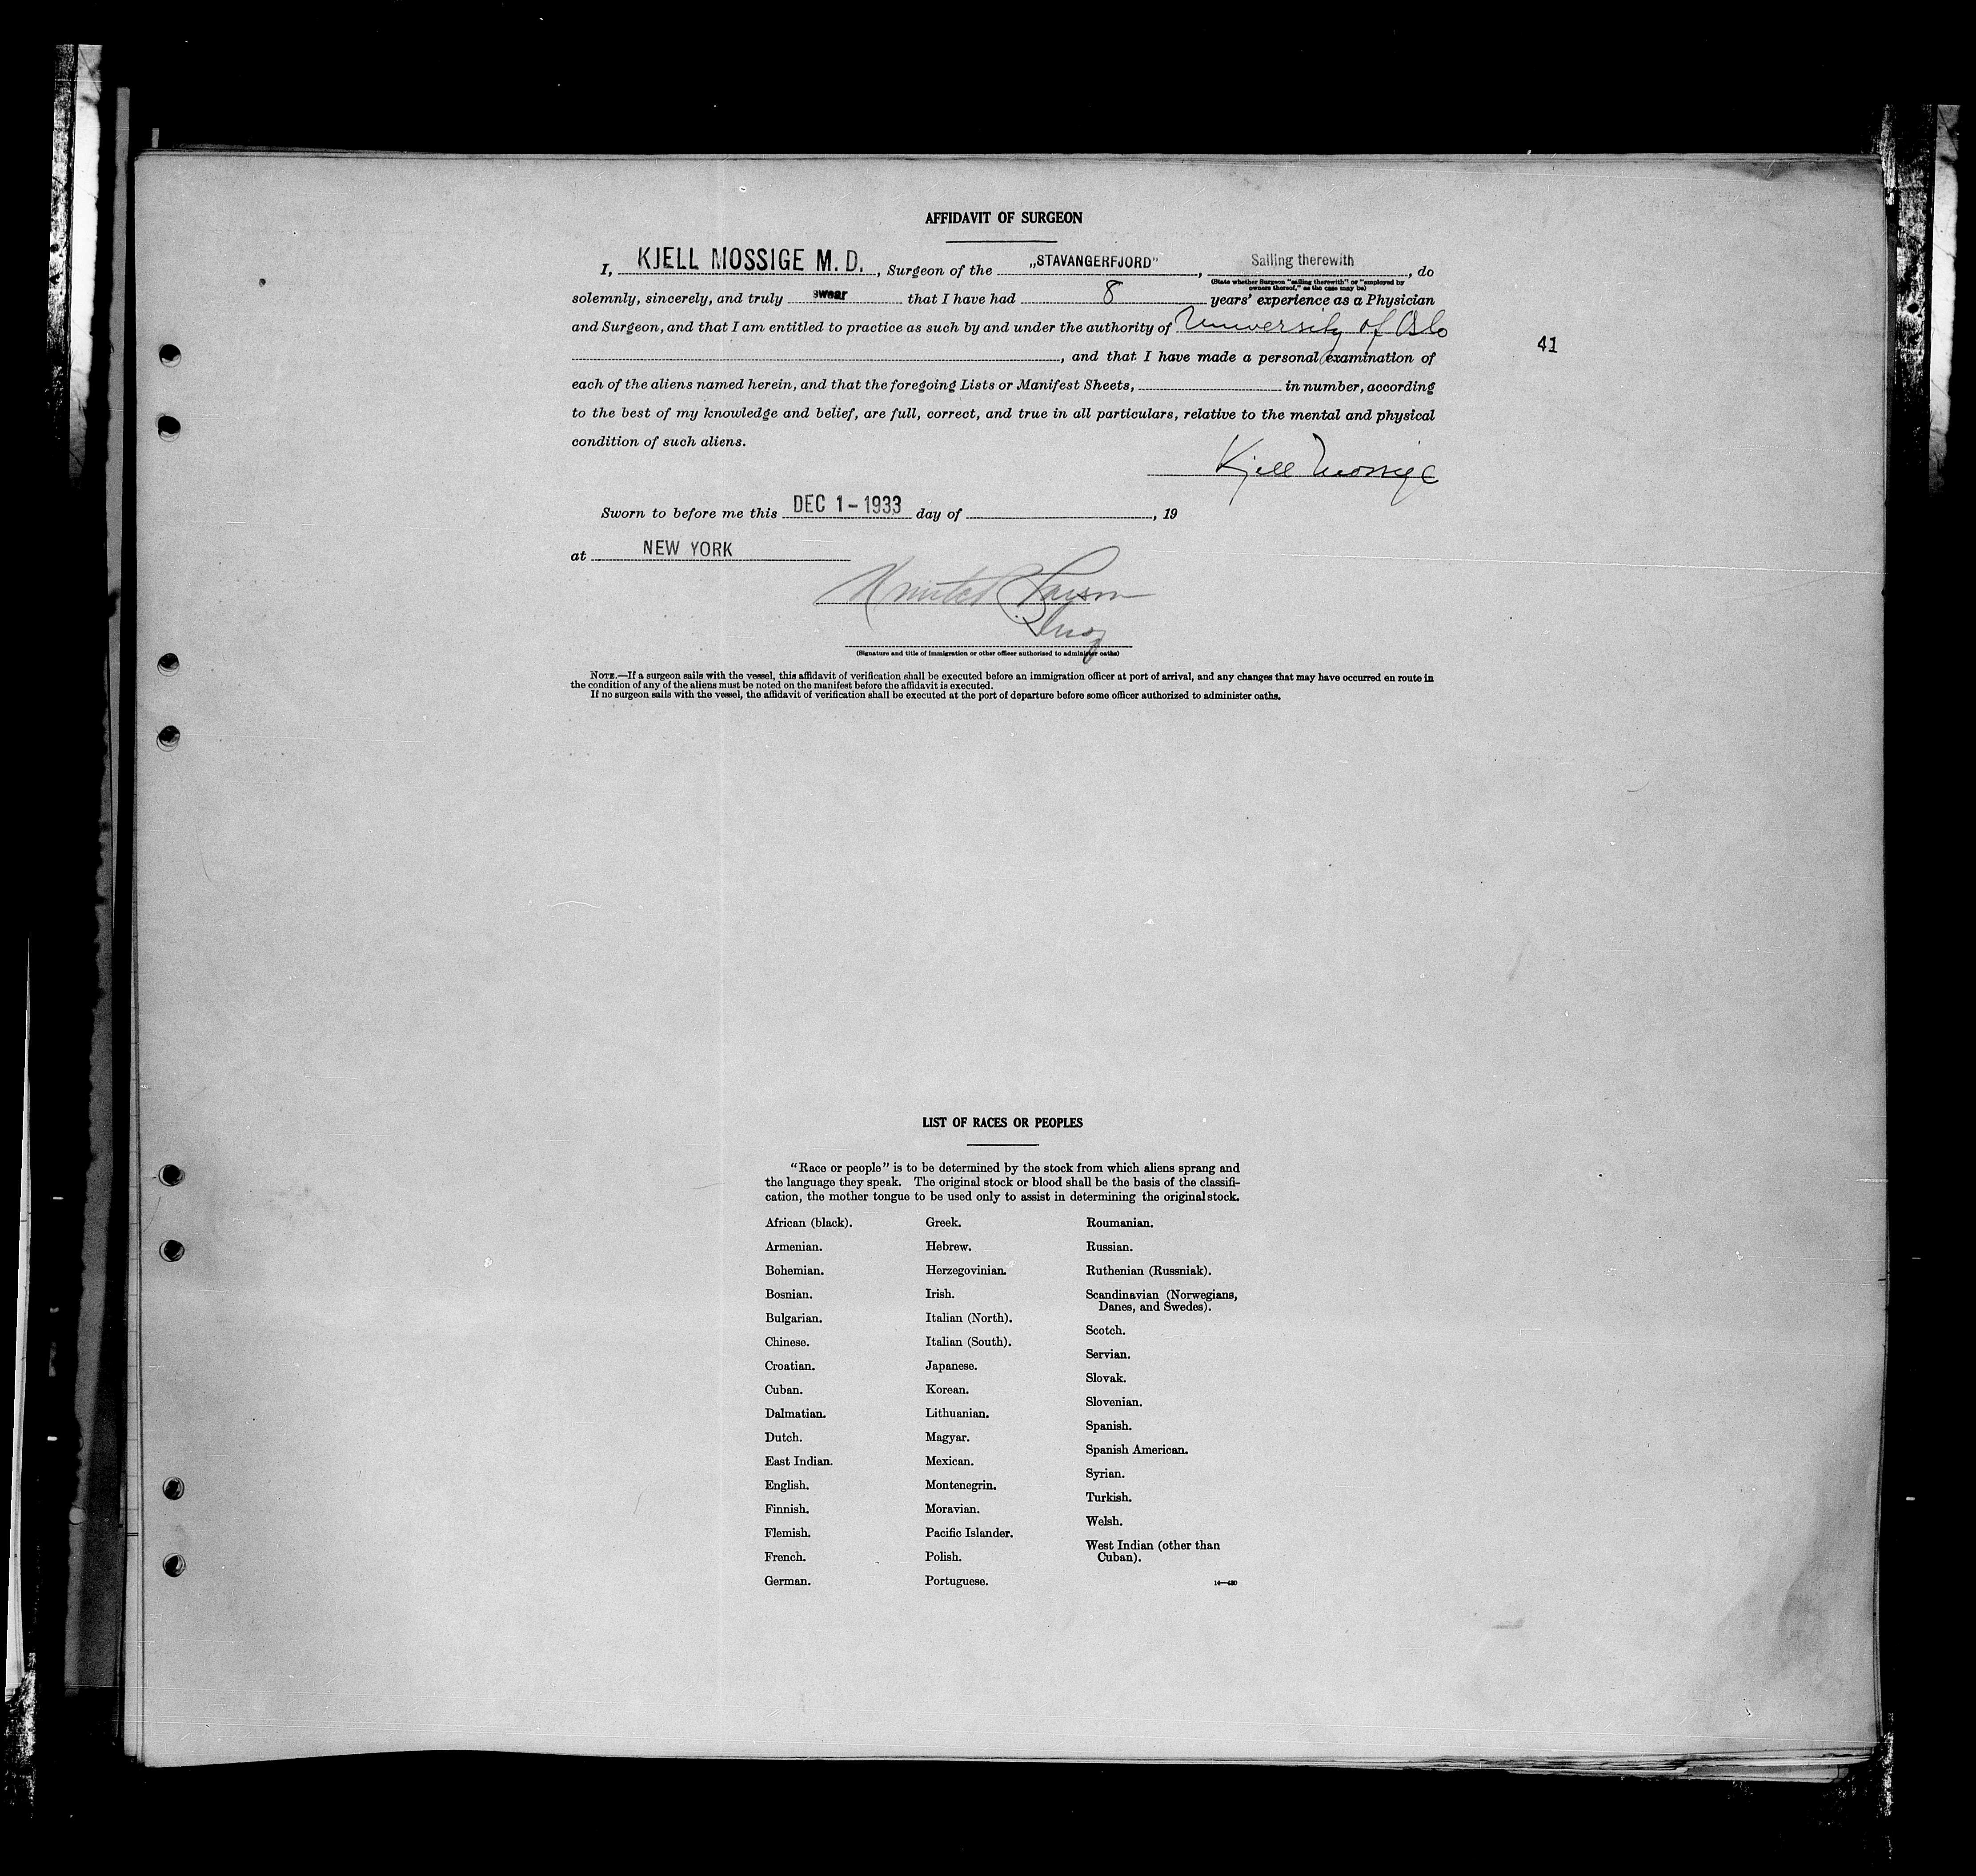 AFFIDAVIT OF SURGEON
I, KJELL MOSSIGE M. D., Surgeon of the „STAVANGERFJORD", Sailing therewith, do
(State whether Surgeon "sailing therewith" or "employed by
owners thereof," as the case may be)
solemnly, sincerely, and truly swear that I have had 8 years' experience as a Physician
and Surgeon, and that I am entitled to practice as such by and under the authority of University of Oslo
, and that I have made a personal examination of
41
each of the aliens named herein, and that the foregoing Lists or Manifest Sheets, in number, according
to the best of my knowledge and belief, are full, correct, and true in all particulars, relative to the mental and physical
condition of such aliens.
Kjell Mossige
Sworn to before me this DEC 1-1933 day of , 19
at NEW YORK
(Signature and title of immigration or other officer authorized to administer oaths)
NOTE.—If a surgeon sails with the vessel, this affidavit of verification shall be executed before an immigration officer at port of arrival, and any changes that may have occurred en route in
the condition of any of the aliens must be noted on the manifest before the affidavit is executed.
If no surgeon sails with the vessel, the affidavit of verification shall be executed at the port of departure before some officer authorized to administer oaths.
LIST OF RACES OR PEOPLES
"Race or people" is to be determined by the stock from which aliens sprang and
the language they speak. The original stock or blood shall be the basis of the classifi-
cation, the mother tongue to be used only to assist in determining the original stock.
African (black).
Armenian.
Bohemian.
Bosnian.
Bulgarian.
Chinese.
Croatian.
Cuban.
Dalmatian.
Dutch.
East Indian.
English.
Finnish.
Flemish.
French.
German.
Greek.
Hebrew.
Herzegovinian.
Irish.
Italian (North).
Italian (South).
Japanese.
Korean.
Lithuanian.
Magyar.
Mexican.
Montenegrin.
Moravian.
Pacific Islander.
Polish.
Portuguese.
Roumanian.
Russian.
Ruthenian (Russniak).
Scandinavian (Norwegians,
Danes, and Swedes).
Scotch.
Servian.
Slovak.
Slovenian.
Spanish.
Spanish American.
Syrian.
Turkish.
Welsh.
West Indian (other than
Cuban).
14—430